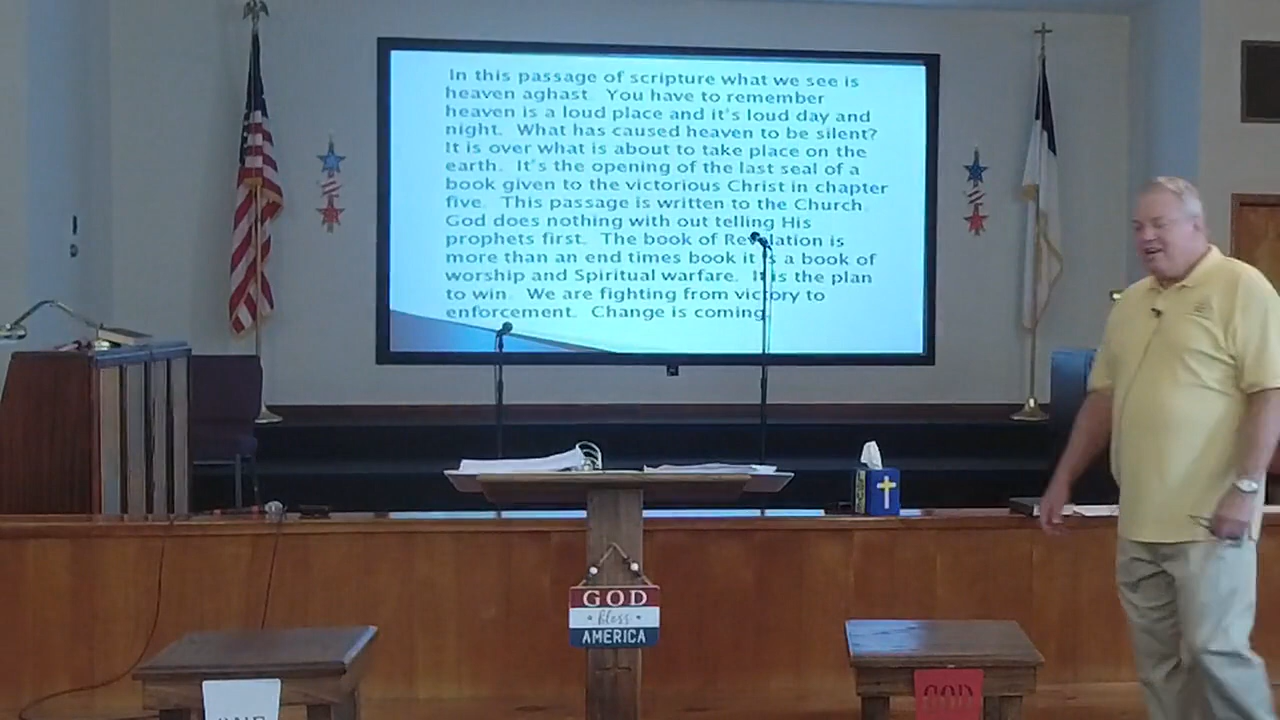 In this passage of scripture what we see is
heaven aghast. You have to remember
heaven is a loud place and it's loud day and
night. What has caused heaven to be silent?
It is over what is about to take place on the
earth. It's the opening of the last seal of a
book given to the victorious Christ in chapter
five. This passage is written to the Church.
God does nothing with out telling His
prophets first. The book of Revelation is
more than an end times book it is a book of
worship and Spiritual warfare. It is the plan
to win. We are fighting from victory to
enforcement. Change is coming.
GOD
bless
AMERICA
GOD